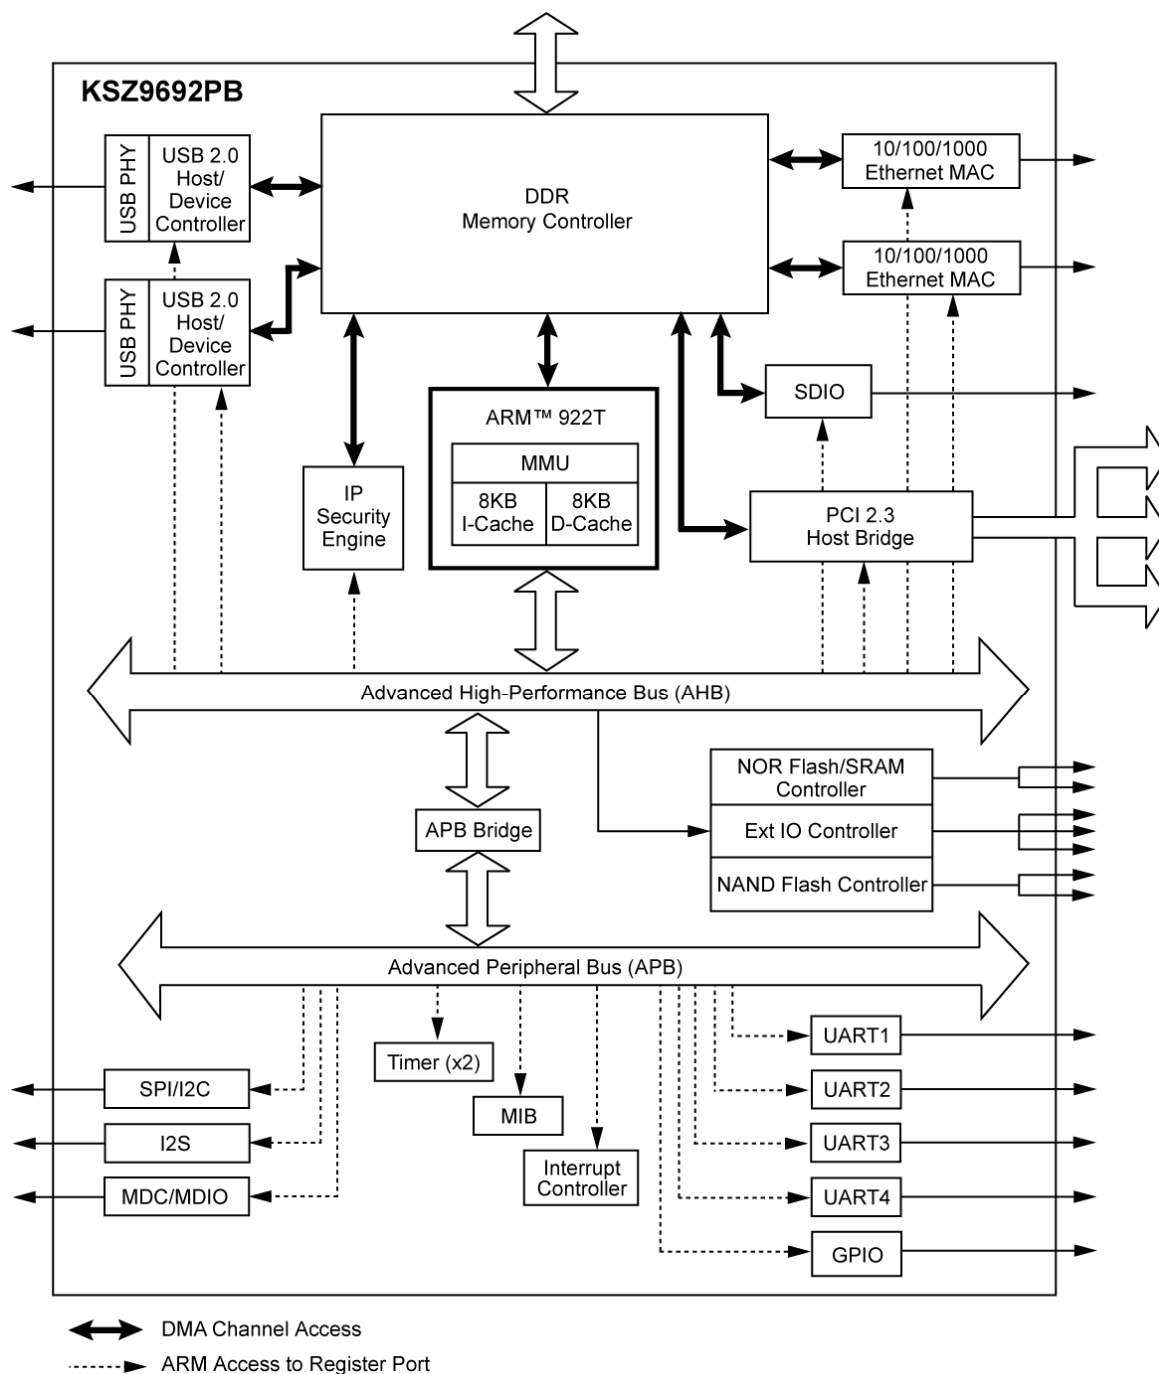 KSZ9692PB
USB PHY
USB 2.0
Host/
Device
Controller
DDR
Memory Controller
10/100/1000
Ethernet MAC
10/100/1000
Ethernet MAC
USB PHY
USB 2.0
Host/
Device
Controller
SDIO
ARM™ 922T
MMU
8KB
I-Cache
8KB
D-Cache
IP
Security
Engine
PCI 2.3
Host Bridge
Advanced High-Performance Bus (AHB)
NOR Flash/SRAM
Controller
APB Bridge
Ext IO Controller
NAND Flash Controller
Advanced Peripheral Bus (APB)
UART1
Timer (x2)
SPI/I2C
UART2
MIB
I2S
UART3
Interrupt
Controller
MDC/MDIO
UART4
GPIO
DMA Channel Access
ARM Access to Register Port